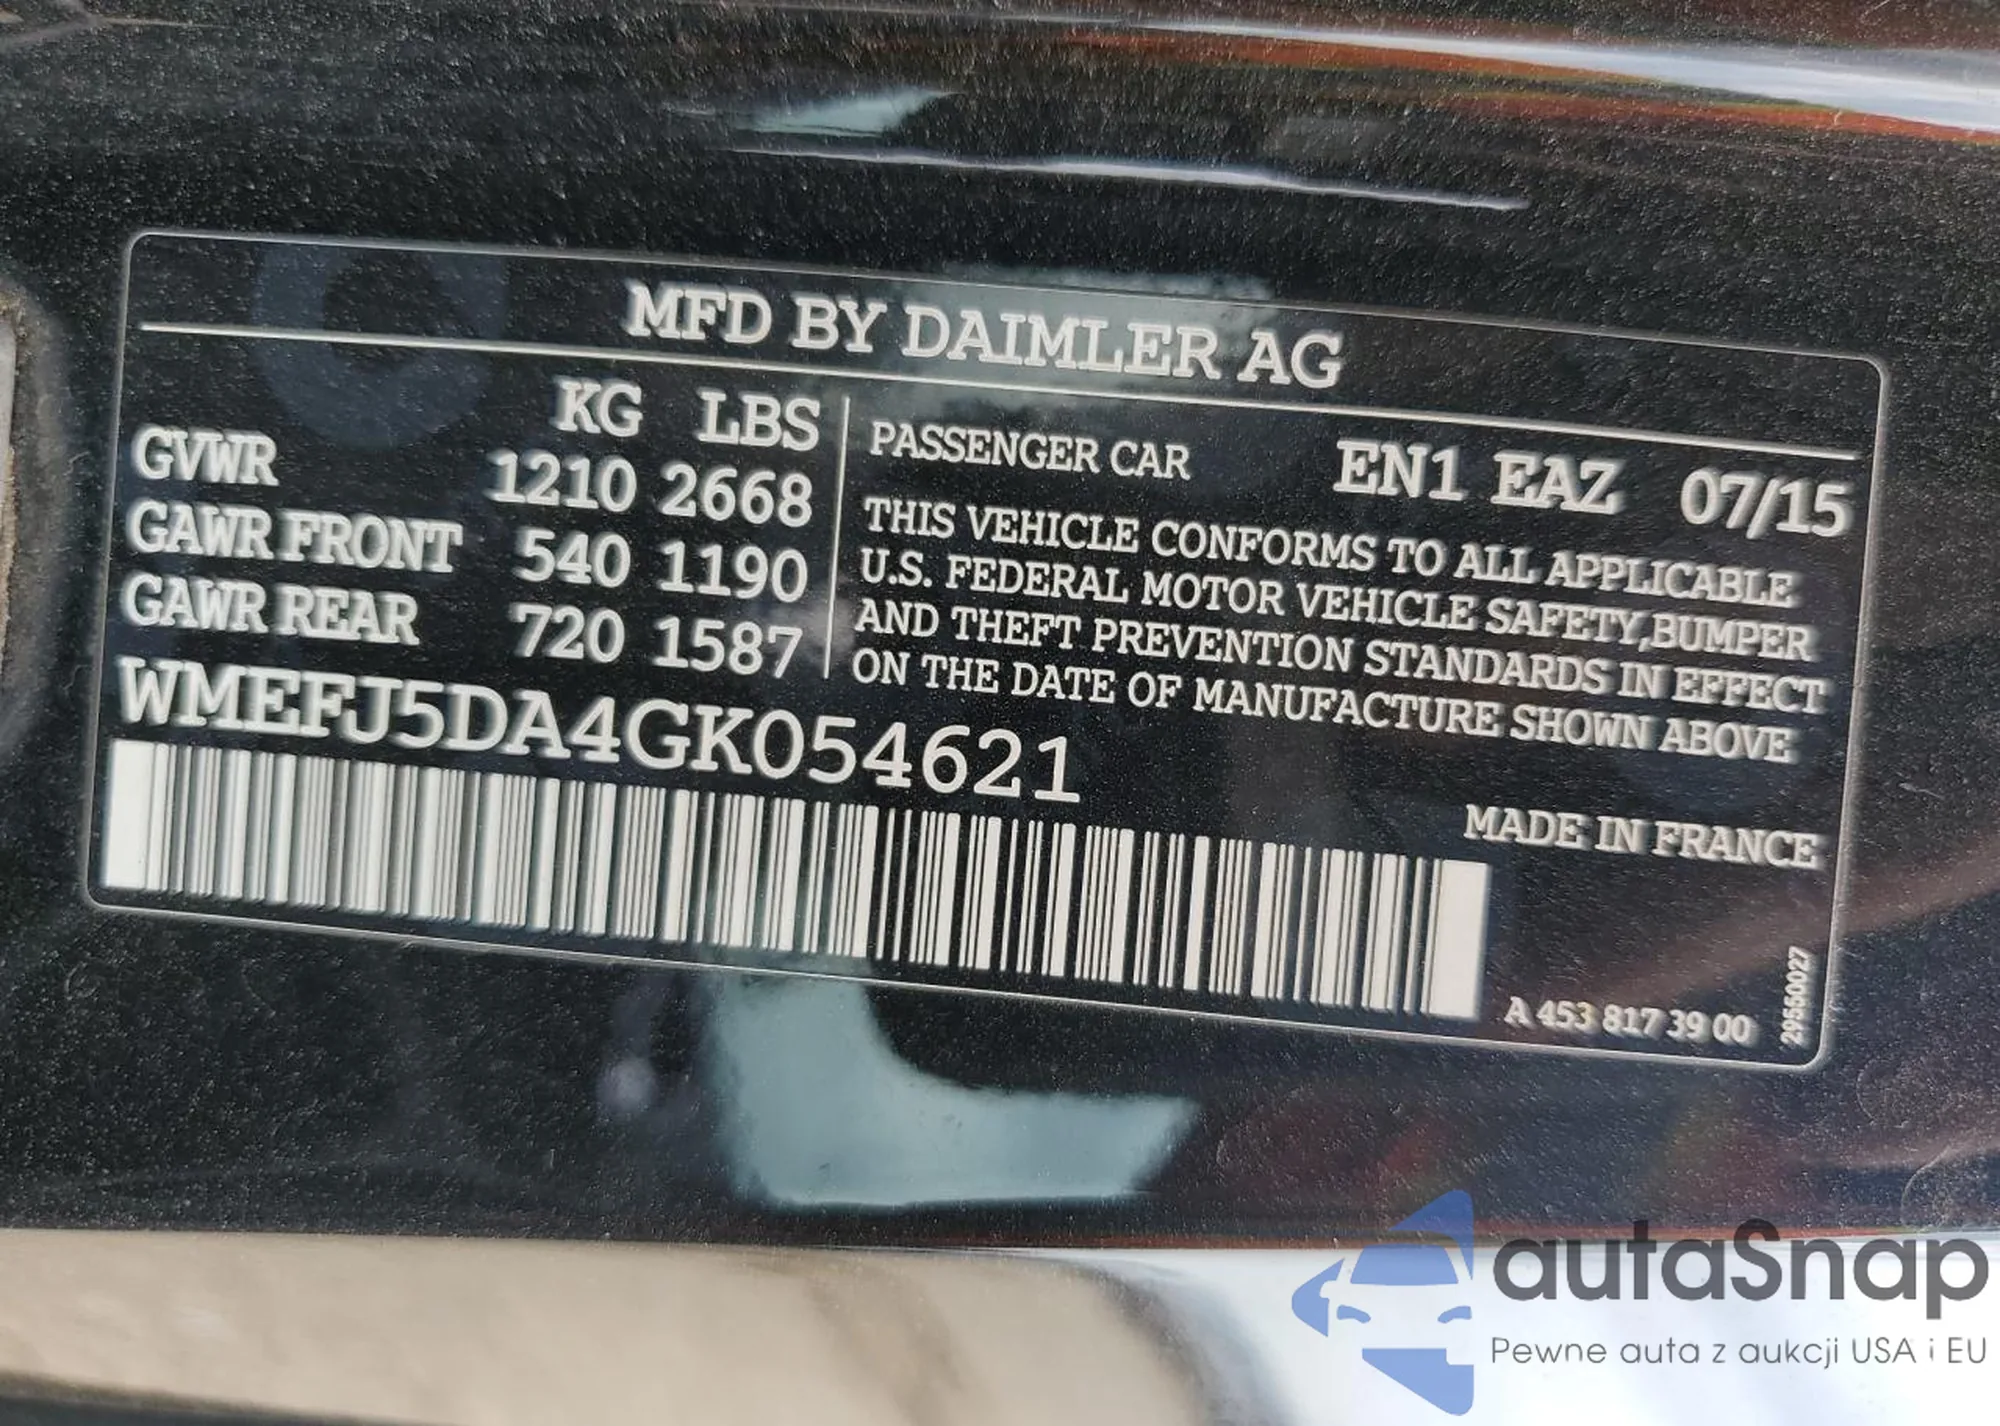 MFD BY DAIMLER AG
KG LBS
GVWR 1210 2668
GAWR FRONT 540 1190
GAWR REAR 720 1587
PASSENGER CAR EN1 EAZ 07/15
THIS VEHICLE CONFORMS TO ALL APPLICABLE
U.S. FEDERAL MOTOR VEHICLE SAFETY,BUMPER
AND THEFT PREVENTION STANDARDS IN EFFECT
ON THE DATE OF MANUFACTURE SHOWN ABOVE
WMEFJ5DA4GK054621
MADE IN FRANCE
A 453 817 39 00
29550027
autaSnap
Pewne auta z aukcji USA i EU